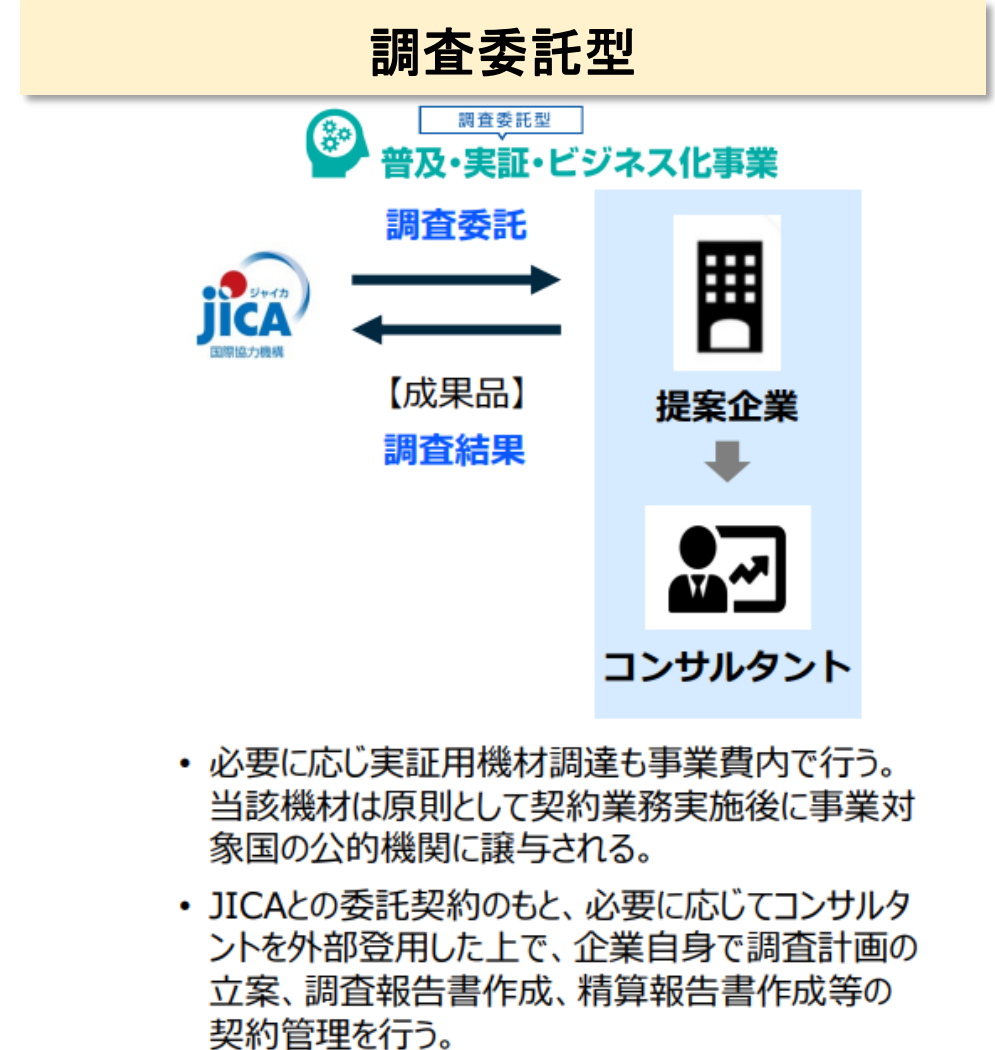 調査委託型
調査委託型
普及・実証・ビジネス化事業
調査委託
ジャイカ
JICA
国際協力機構
【成果品】
調査結果
提案企業
コンサルタント
• 必要に応じ実証用機材調達も事業費内で行う。
当該機材は原則として契約業務実施後に事業対
象国の公的機関に譲与される。
• JICAとの委託契約のもと、必要に応じてコンサルタ
ントを外部登用した上で、企業自身で調査計画の
立案、調査報告書作成、精算報告書作成等の
契約管理を行う。